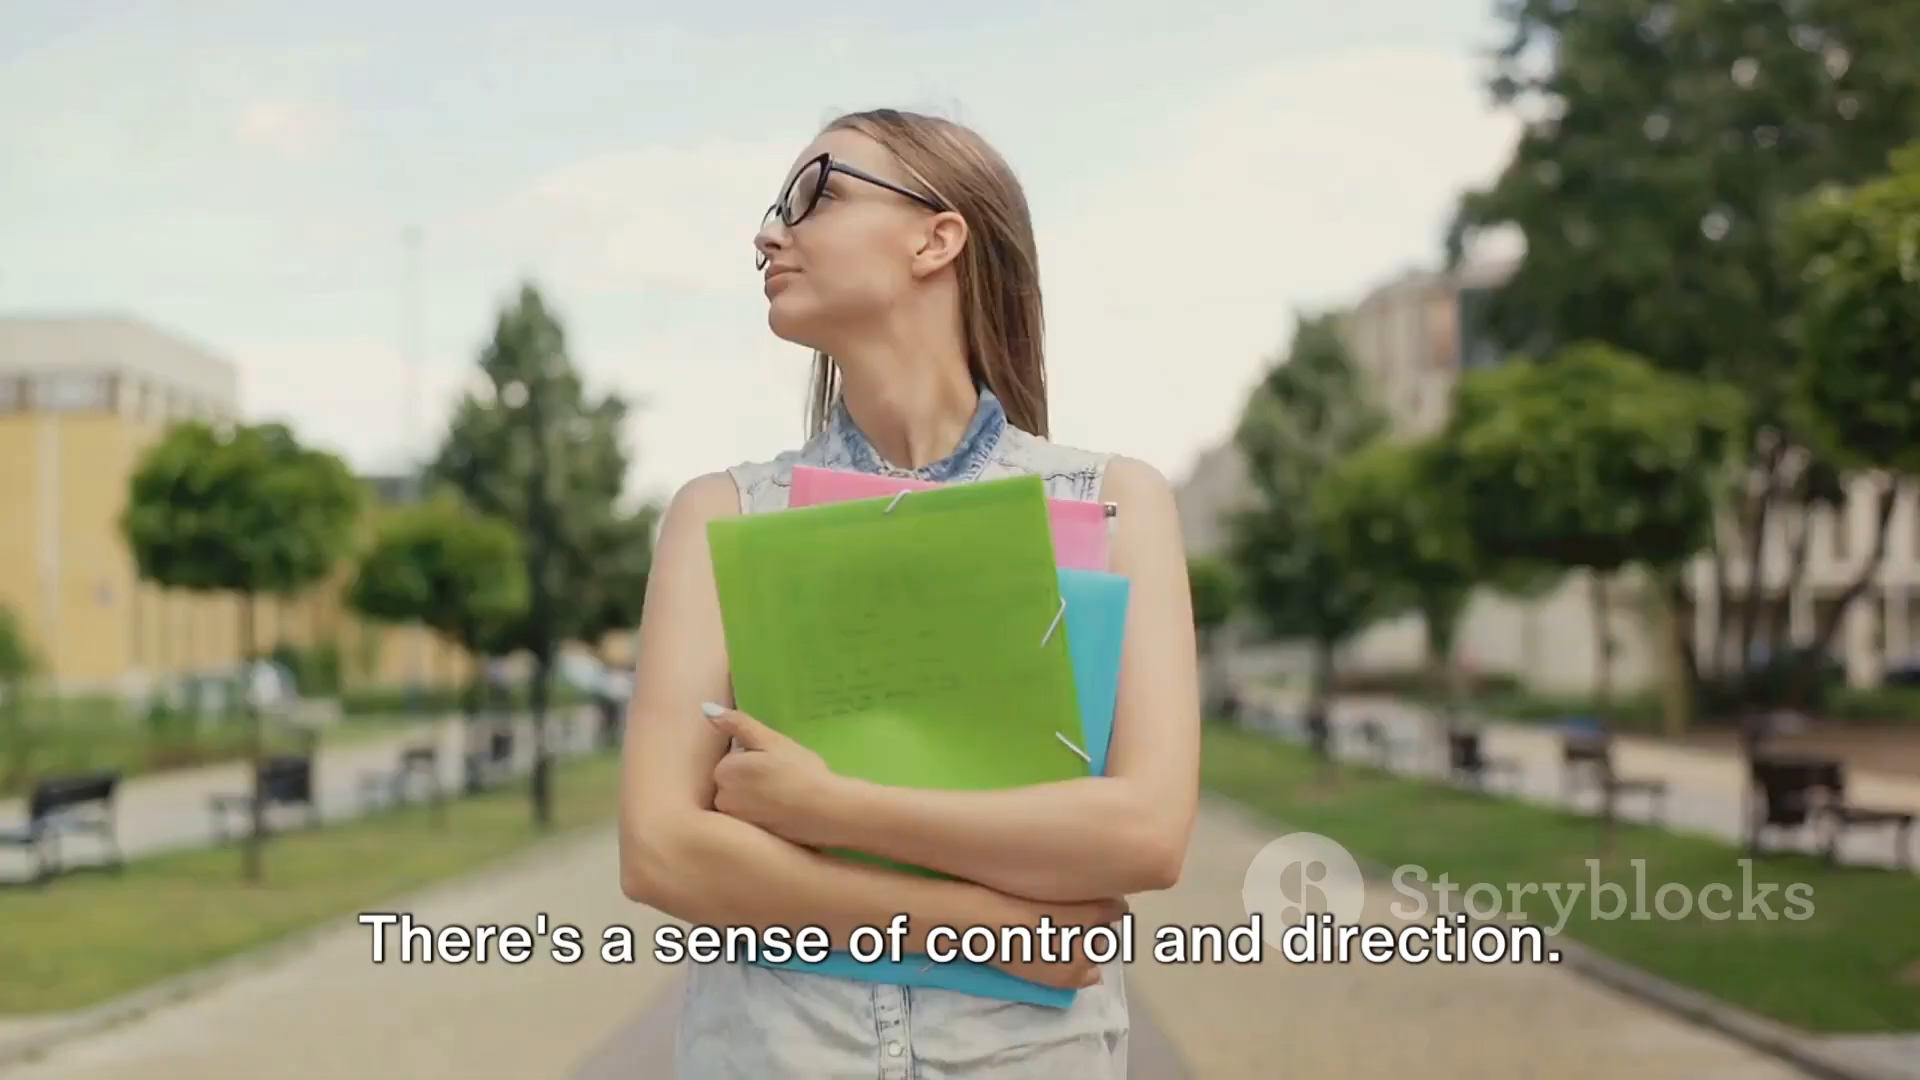 Storyblocks
There's a sense of control and direction.